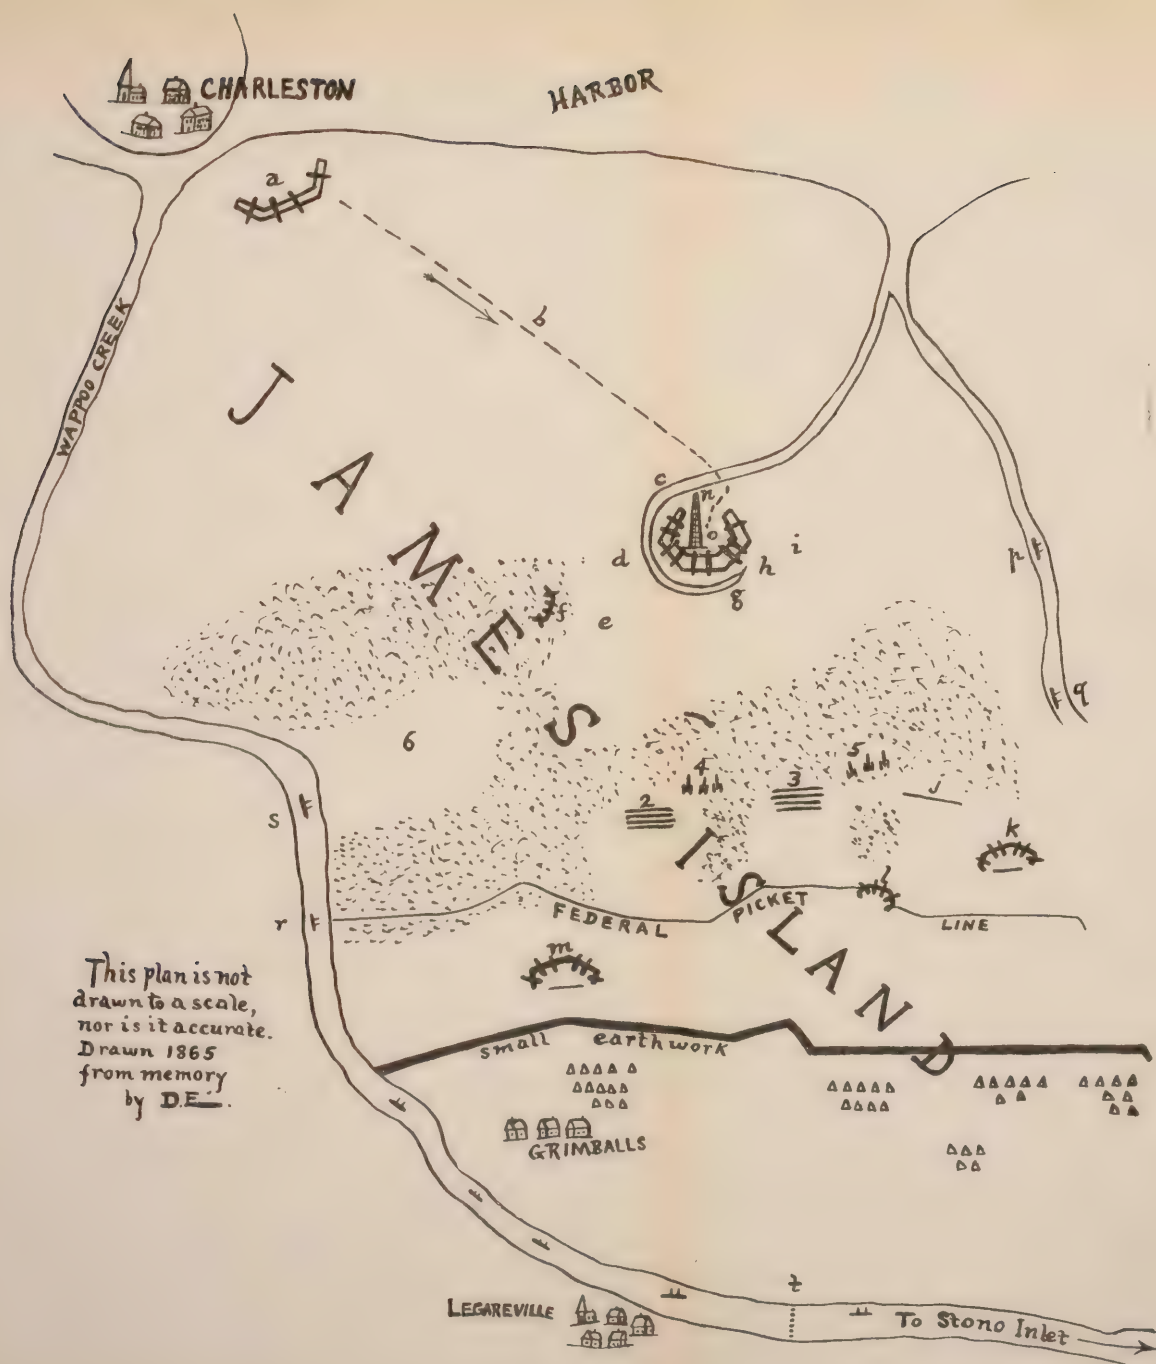 CHARLESTON
HARBOR
a
b
WAPPOO CREEK
JAMES ISLAND
c
n
o
d
i
h
g
p
f
e
q
6
4
5
3
2
j
s
k
l
r
FEDERAL PICKET LINE
m
This plan is not
drawn to a scale,
nor is it accurate.
Drawn 1865
from memory
by D.E.
small earthwork
GRIMBALLS
t
LEGAREVILLE
To Stono Inlet